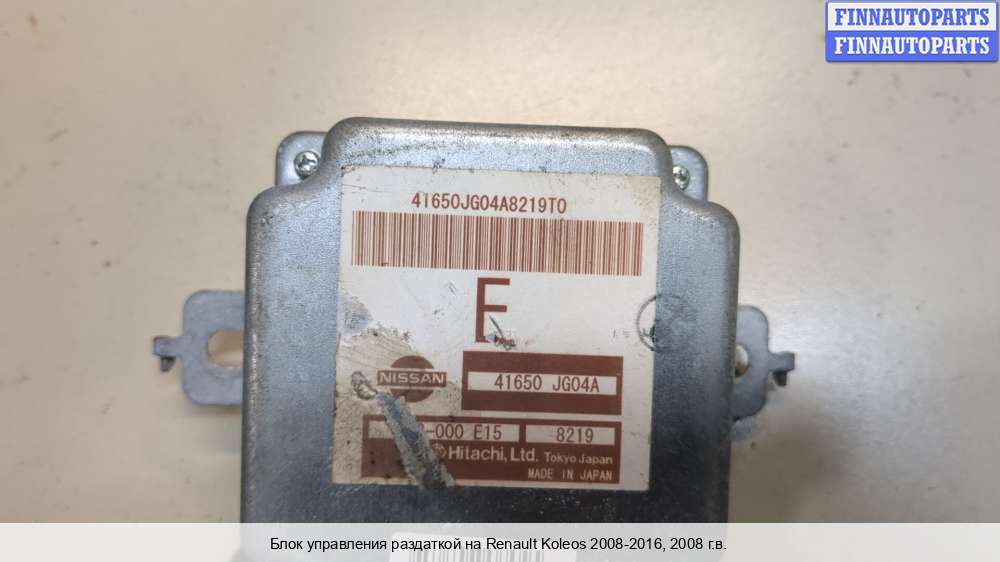 FINNAUTOPARTS
FINNAUTOPARTS
41650JG04A8219T0
E
NISSAN
41650 JG04A
-000 E15
8219
Hitachi, Ltd. Tokyo Japan
MADE IN JAPAN
Блок управления раздаткой на Renault Koleos 2008-2016, 2008 г.в.